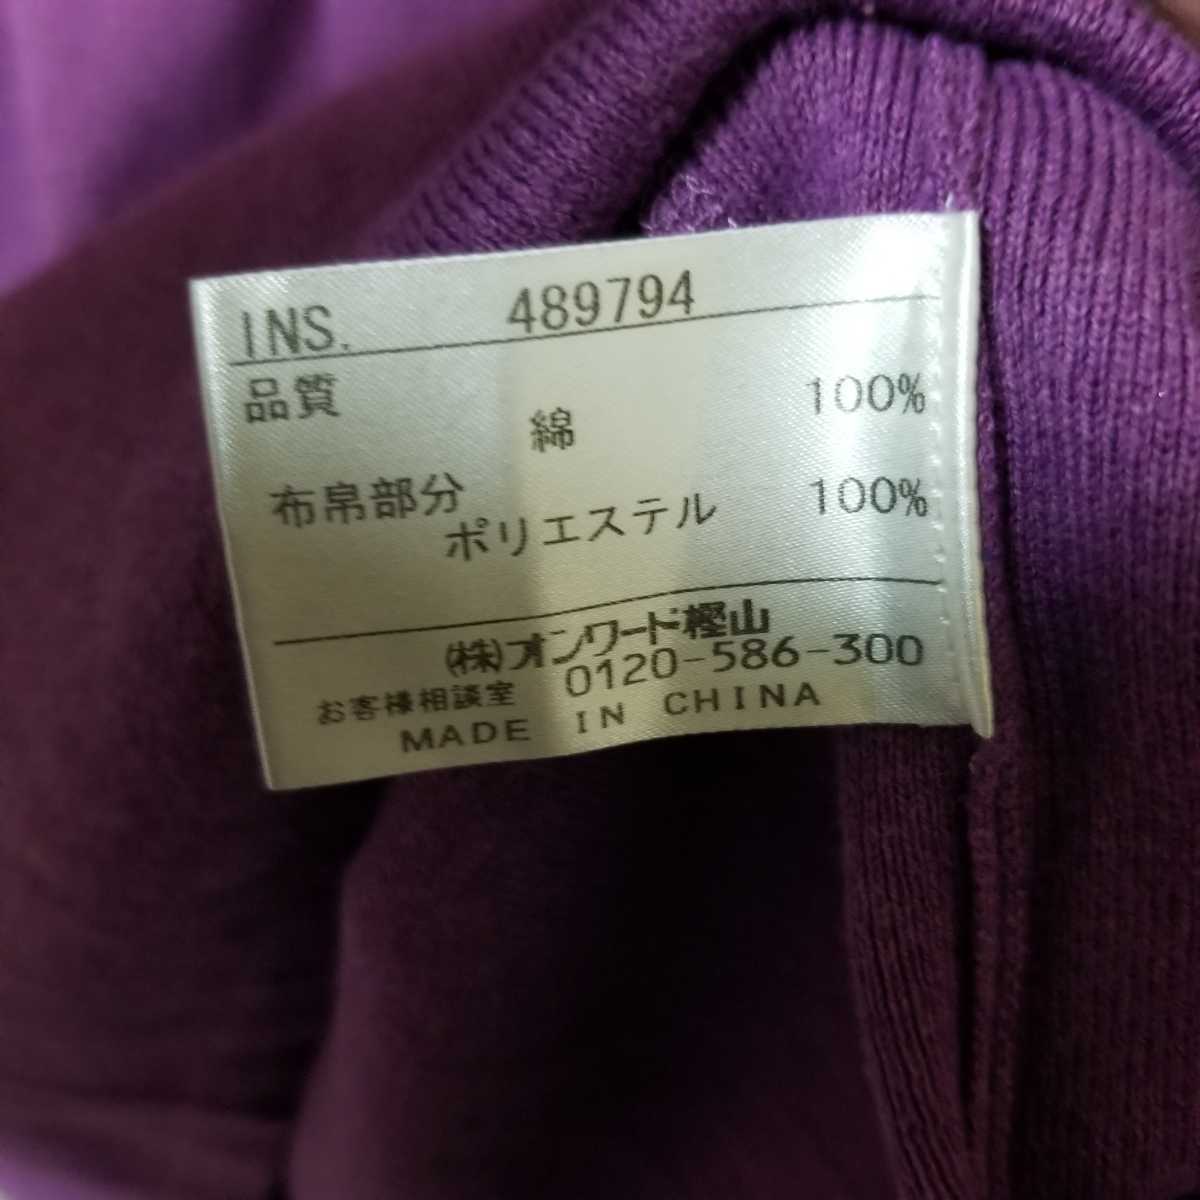 INS. 489794
品質
綿 100%
布帛部分
ポリエステル 100%
㈱オンワード樫山
お客様相談室 0120-586-300
MADE IN CHINA